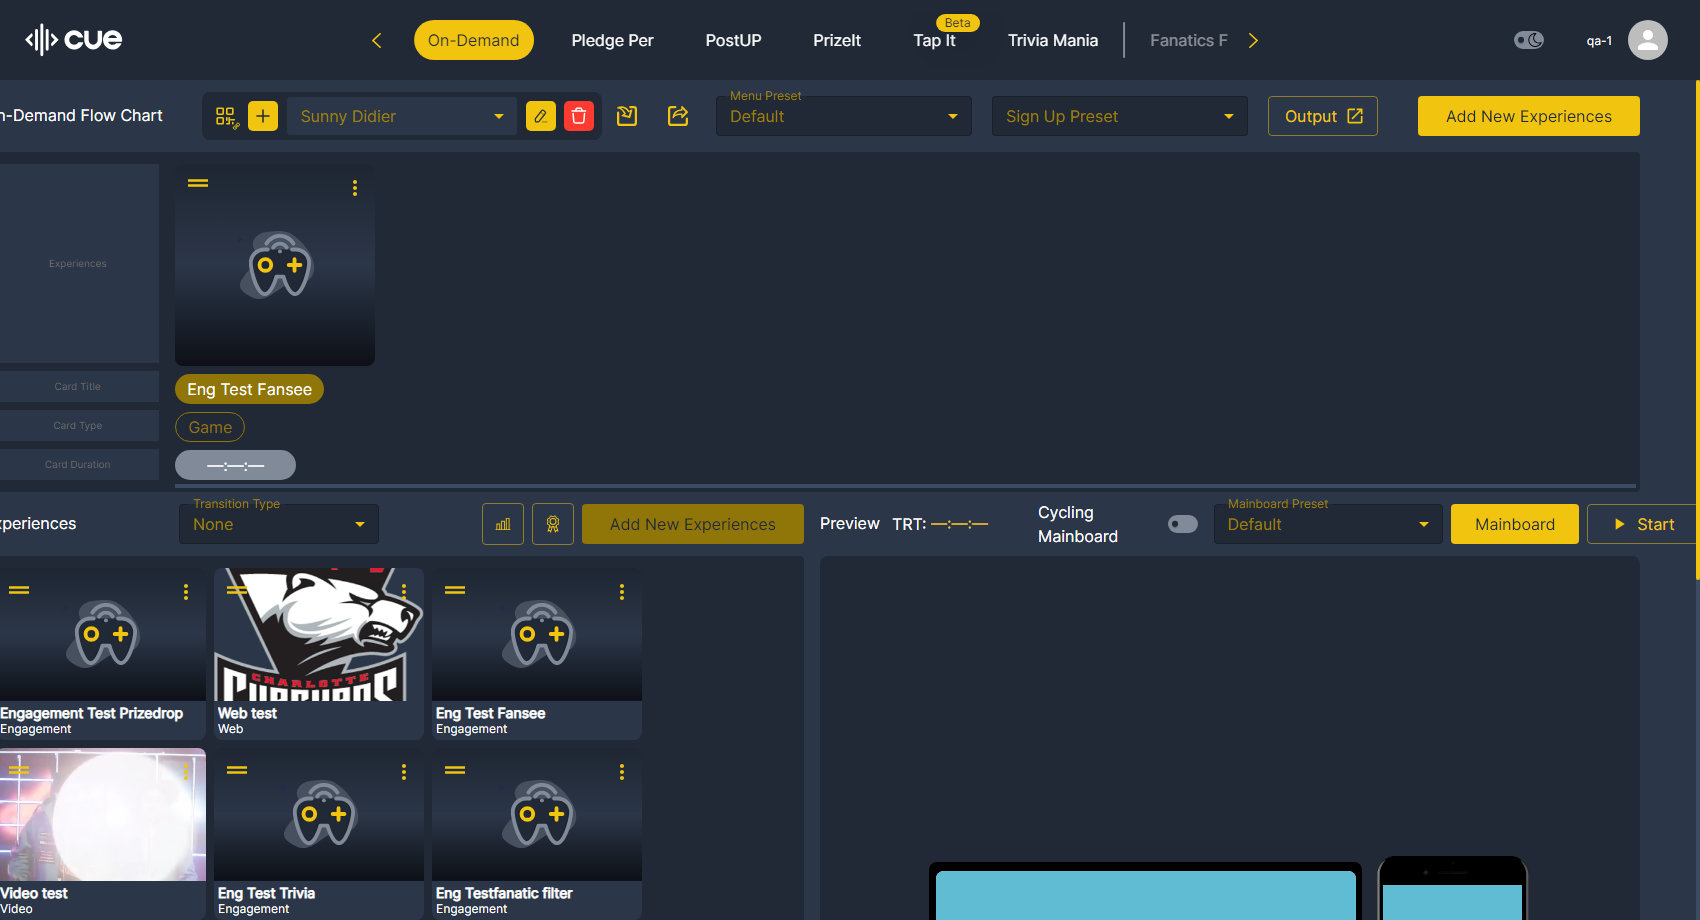 cue
On-Demand
Pledge Per
PostUP
PrizeIt
Tap It
Beta
Trivia Mania
Fanatics F
qa-1
n-Demand Flow Chart
Sunny Didier
Menu Preset
Default
Sign Up Preset
Output
Add New Experiences
Experiences
Card Title
Card Type
Card Duration
Eng Test Fansee
Game
—:—:—
xperiences
Transition Type
None
Add New Experiences
Preview TRT: —:—:—
Cycling
Mainboard
Mainboard Preset
Default
Mainboard
Start
Engagement Test Prizedrop
Engagement
CHARLOTTE
Web test
Web
Eng Test Fansee
Engagement
Video test
Video
Eng Test Trivia
Engagement
Eng Testfanatic filter
Engagement